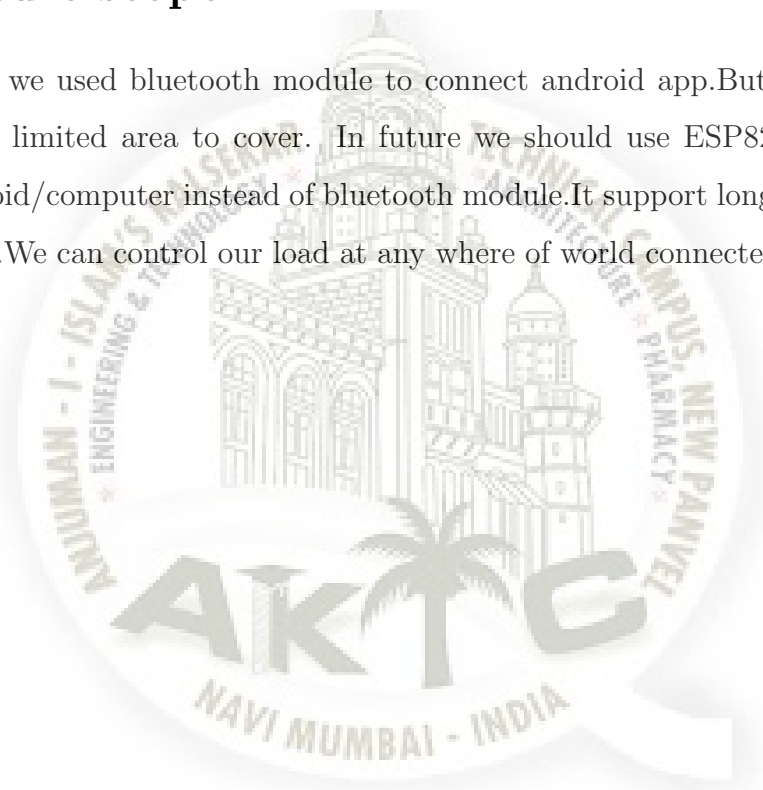 we used bluetooth module to connect android app.But
limited area to cover. In future we should use ESP82
oid/computer instead of bluetooth module.It support long
.We can control our load at any where of world connecte
ANJUMAN - I - ISLAM'S KALSEKAR TECHNICAL CAMPUS, NEW PANVEL
ENGINEERING & TECHNOLOGY * ARCHITECTURE * PHARMACY *
AKTC
NAVI MUMBAI - INDIA